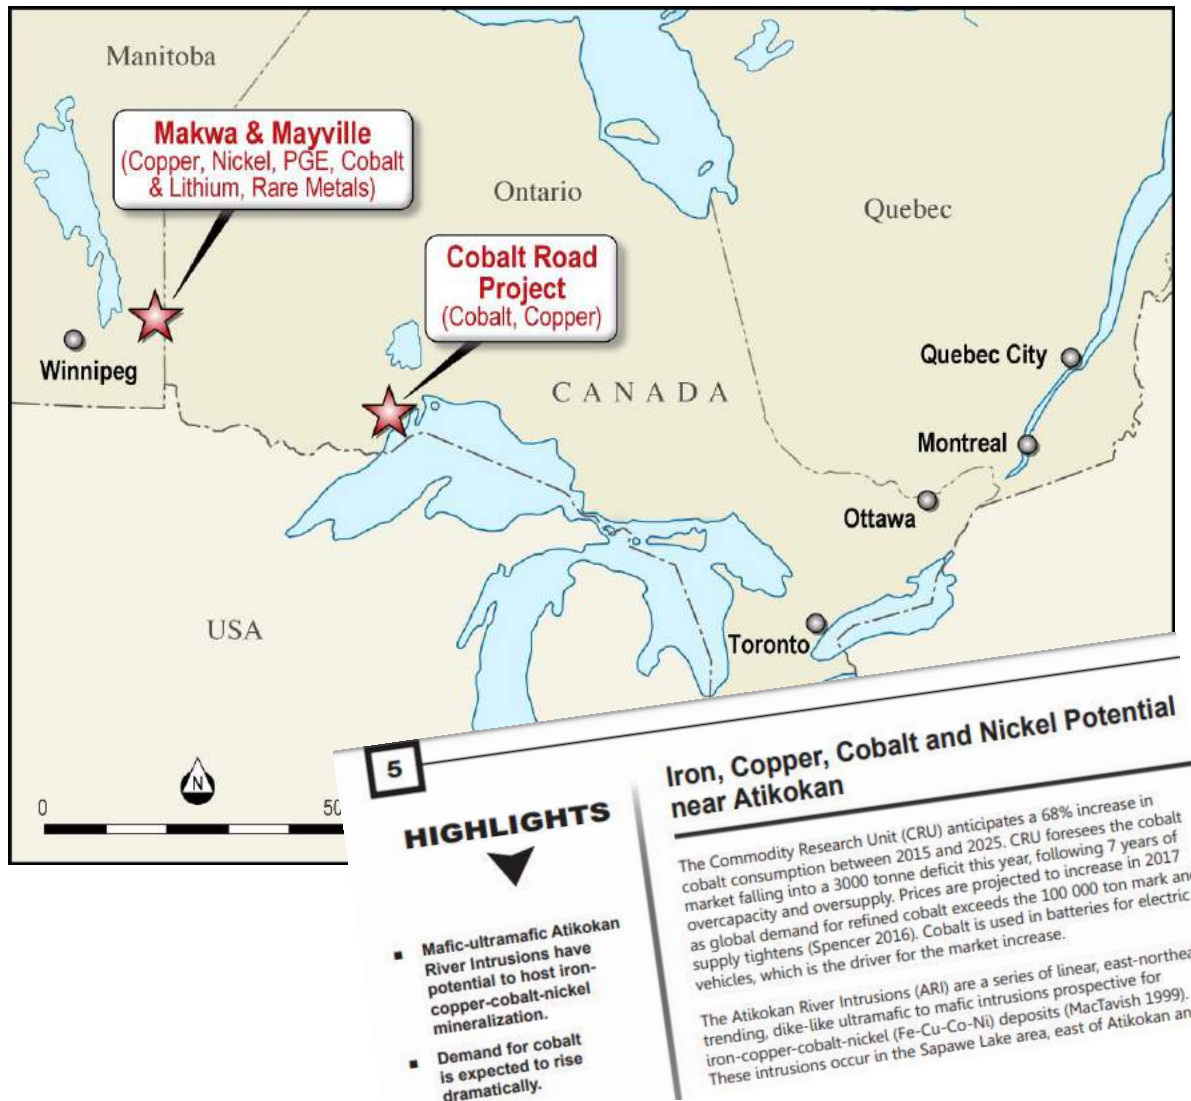 Manitoba
Makwa & Mayville
(Copper, Nickel, PGE, Cobalt
& Lithium, Rare Metals)
Ontario
Quebec
Cobalt Road
Project
(Cobalt, Copper)
Winnipeg
Quebec City
CANADA
Montreal
Ottawa
USA
Toronto
N
0
50
5
HIGHLIGHTS
Mafic-ultramafic Atikokan
River Intrusions have
potential to host iron-
copper-cobalt-nickel
mineralization.
Demand for cobalt
is expected to rise
dramatically.
Iron, Copper, Cobalt and Nickel Potential
near Atikokan
The Commodity Research Unit (CRU) anticipates a 68% increase in
cobalt consumption between 2015 and 2025. CRU foresees the cobalt
market falling into a 3000 tonne deficit this year, following 7 years of
overcapacity and oversupply. Prices are projected to increase in 2017
as global demand for refined cobalt exceeds the 100 000 ton mark and
supply tightens (Spencer 2016). Cobalt is used in batteries for electric
vehicles, which is the driver for the market increase.
The Atikokan River Intrusions (ARI) are a series of linear, east-northeas
trending, dike-like ultramafic to mafic intrusions prospective for
iron-copper-cobalt-nickel (Fe-Cu-Co-Ni) deposits (MacTavish 1999).
These intrusions occur in the Sapawe Lake area, east of Atikokan an